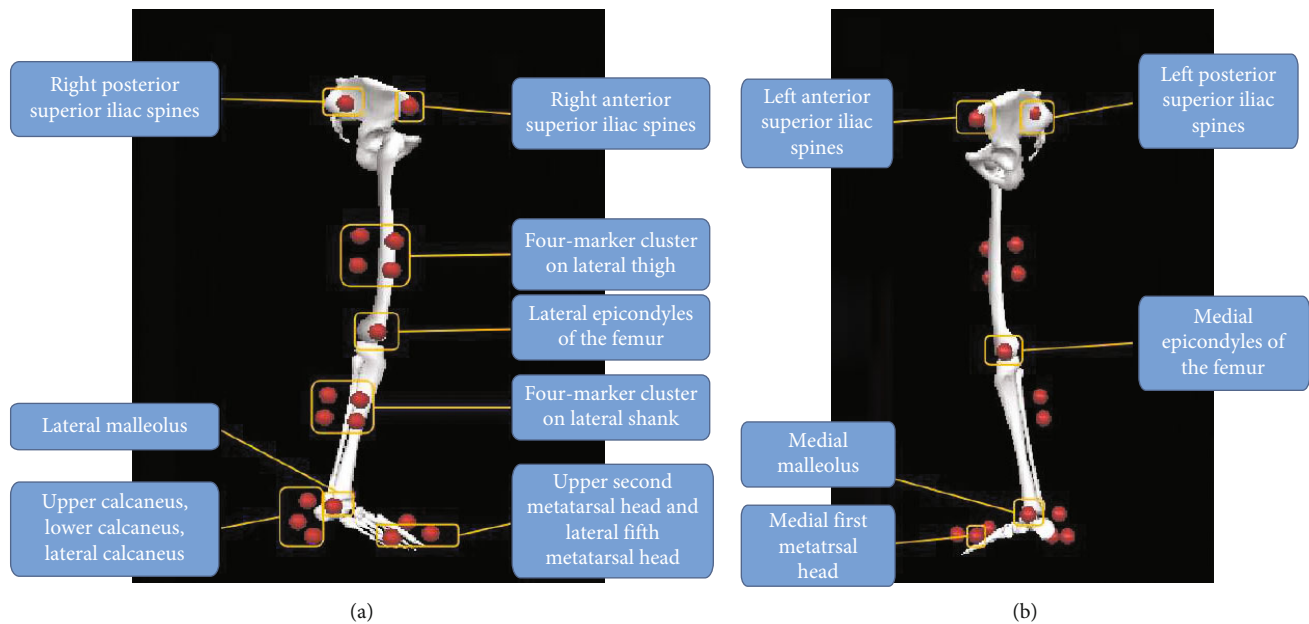 Right posterior
superior iliac spines
Right anterior
superior iliac spines
Four-marker cluster
on lateral thigh
Lateral epicondyles
of the femur
Four-marker cluster
on lateral shank
Lateral malleolus
Upper calcaneus,
lower calcaneus,
lateral calcaneus
Upper second
metatarsal head and
lateral fifth
metatarsal head
(a)
Left anterior
superior iliac
spines
Left posterior
superior iliac
spines
Medial
epicondyles of
the femur
Medial
malleolus
Medial first
metatrsal
head
(b)